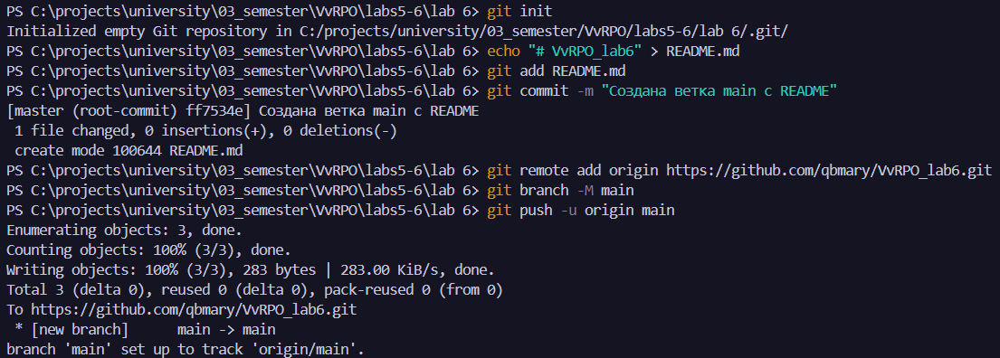 PS C:\projects\university\03_semester\VvRPO\labs5-6\lab 6> git init
Initialized empty Git repository in C:/projects/university/03_semester/VvRPO/labs5-6/lab 6/.git/
PS C:\projects\university\03_semester\VvRPO\labs5-6\lab 6> echo "# VvRPO_lab6" > README.md
PS C:\projects\university\03_semester\VvRPO\labs5-6\lab 6> git add README.md
PS C:\projects\university\03_semester\VvRPO\labs5-6\lab 6> git commit -m "Создана ветка main с README"
[master (root-commit) ff7534e] Создана ветка main с README
 1 file changed, 0 insertions(+), 0 deletions(-)
 create mode 100644 README.md
PS C:\projects\university\03_semester\VvRPO\labs5-6\lab 6> git remote add origin https://github.com/qbmary/VvRPO_lab6.git
PS C:\projects\university\03_semester\VvRPO\labs5-6\lab 6> git branch -M main
PS C:\projects\university\03_semester\VvRPO\labs5-6\lab 6> git push -u origin main
Enumerating objects: 3, done.
Counting objects: 100% (3/3), done.
Writing objects: 100% (3/3), 283 bytes | 283.00 KiB/s, done.
Total 3 (delta 0), reused 0 (delta 0), pack-reused 0 (from 0)
To https://github.com/qbmary/VvRPO_lab6.git
 * [new branch]      main -> main
branch 'main' set up to track 'origin/main'.